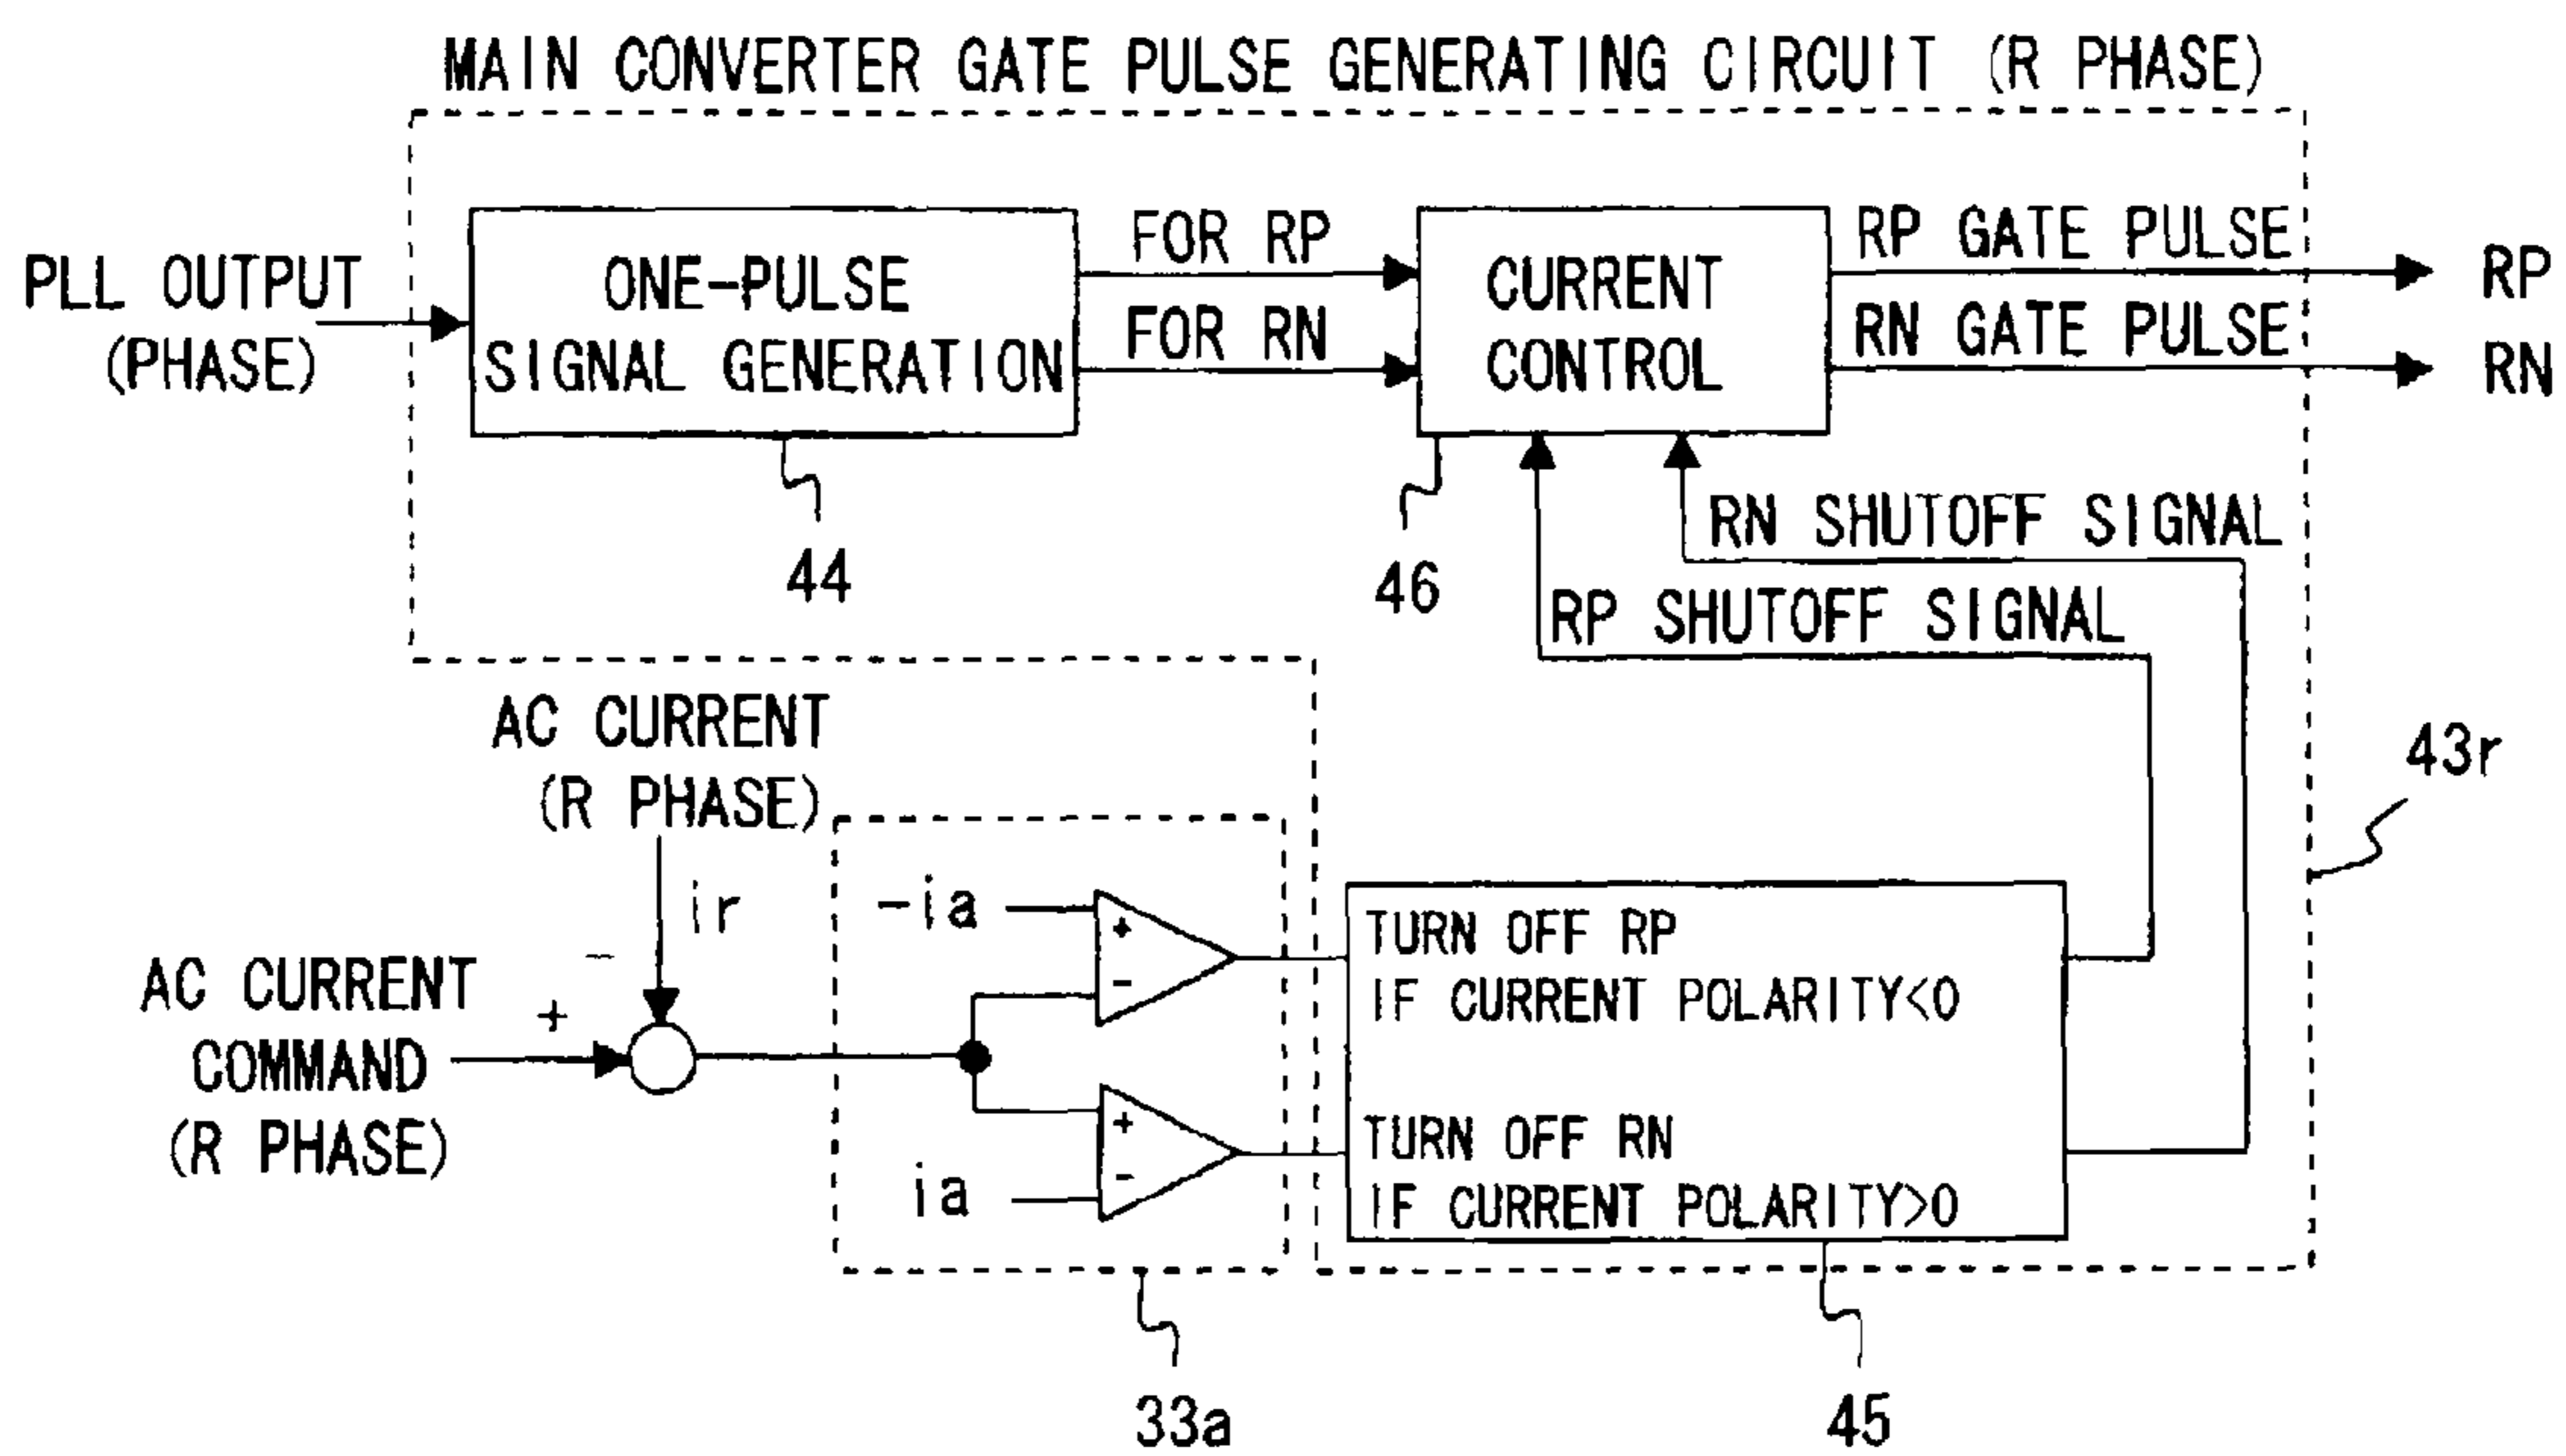 MAIN CONVERTER GATE PULSE GENERATING CIRCUIT (R PHASE)
PLL OUTPUT
(PHASE)
ONE-PULSE
SIGNAL GENERATION
44
FOR RP
FOR RN
CURRENT
CONTROL
46
RP GATE PULSE
RN GATE PULSE
RP
RN
RN SHUTOFF SIGNAL
RP SHUTOFF SIGNAL
43r
AC CURRENT
(R PHASE)
ir
−
+
AC CURRENT
COMMAND
(R PHASE)
-ia
+
-
+
-
ia
33a
TURN OFF RP
IF CURRENT POLARITY<0
TURN OFF RN
IF CURRENT POLARITY>0
45